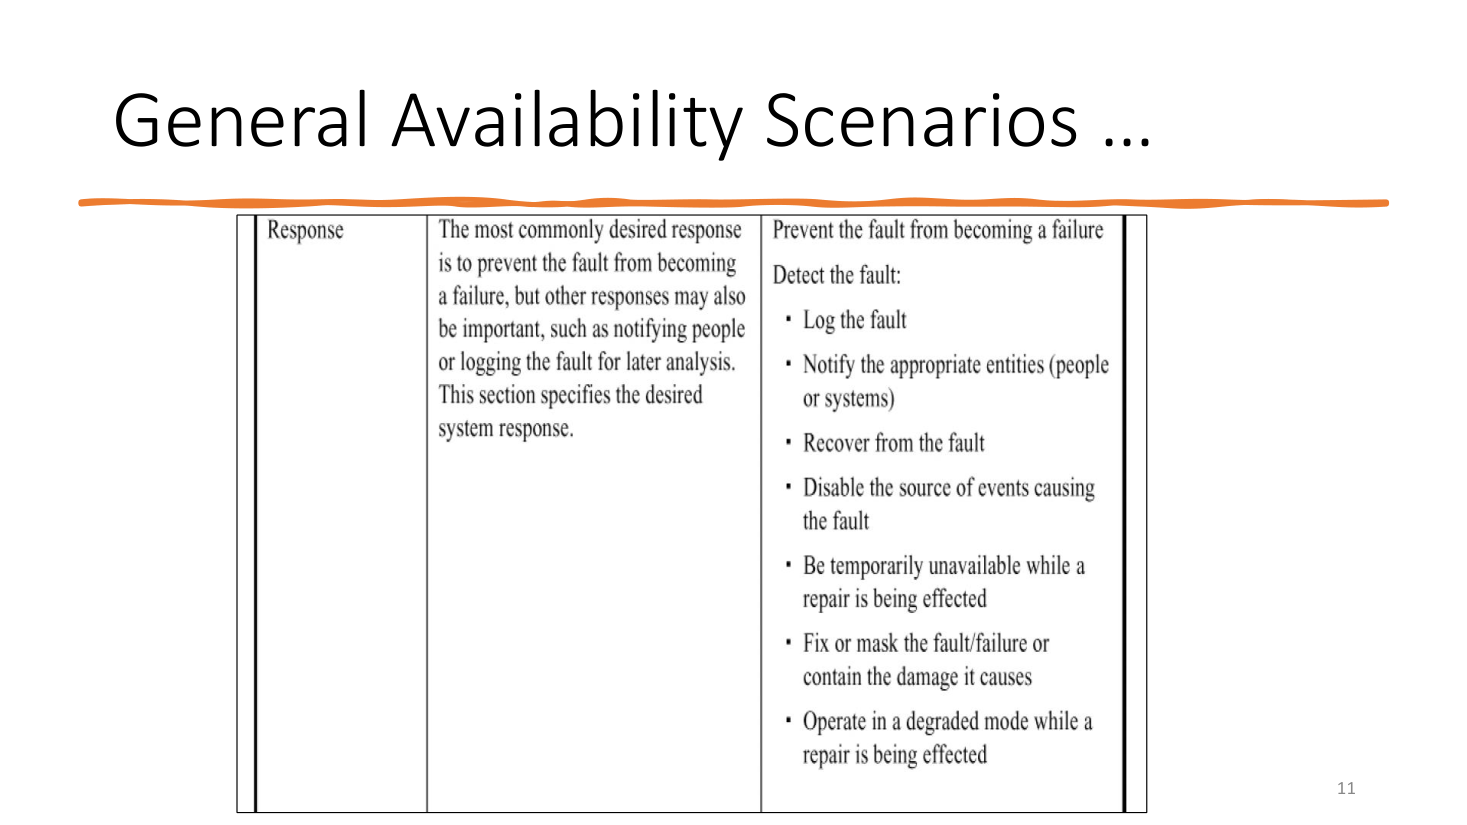 General Availability Scenarios …
Response
The most commonly desired response
is to prevent the fault from becoming
a failure, but other responses may also
be important, such as notifying people
or logging the fault for later analysis.
This section specifies the desired
system response.
Prevent the fault from becoming a failure
Detect the fault:
▪ Log the fault
▪ Notify the appropriate entities (people
or systems)
▪ Recover from the fault
▪ Disable the source of events causing
the fault
▪ Be temporarily unavailable while a
repair is being effected
▪ Fix or mask the fault/failure or
contain the damage it causes
▪ Operate in a degraded mode while a
repair is being effected
11